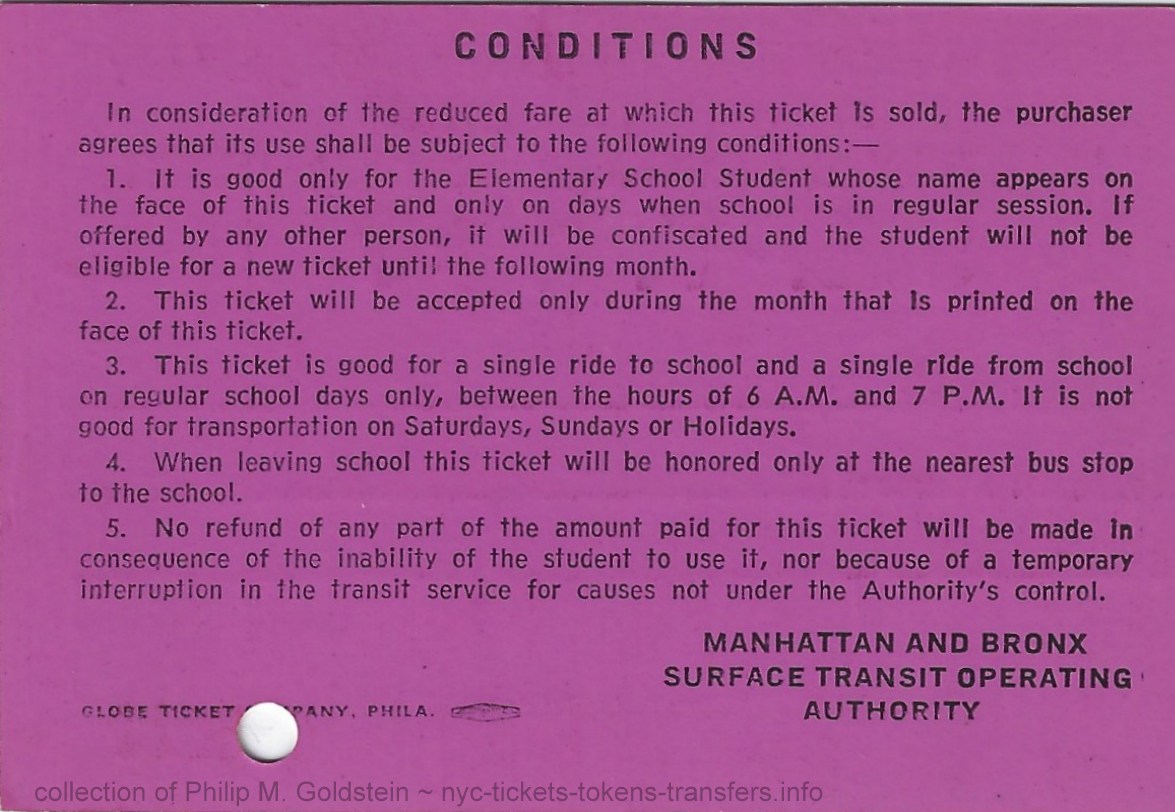 CONDITIONS
In consideration of the reduced fare at which this ticket is sold, the purchaser
agrees that its use shall be subject to the following conditions:—
1. It is good only for the Elementary School Student whose name appears on
the face of this ticket and only on days when school is in regular session. If
offered by any other person, it will be confiscated and the student will not be
eligible for a new ticket until the following month.
2. This ticket will be accepted only during the month that is printed on the
face of this ticket.
3. This ticket is good for a single ride to school and a single ride from school
on regular school days only, between the hours of 6 A.M. and 7 P.M. It is not
good for transportation on Saturdays, Sundays or Holidays.
4. When leaving school this ticket will be honored only at the nearest bus stop
to the school.
5. No refund of any part of the amount paid for this ticket will be made in
consequence of the inability of the student to use it, nor because of a temporary
interruption in the transit service for causes not under the Authority's control.
MANHATTAN AND BRONX
SURFACE TRANSIT OPERATING
AUTHORITY
GLOBE TICKET PANY, PHILA.
collection of Philip M. Goldstein ~ nyc-tickets-tokens-transfers.info